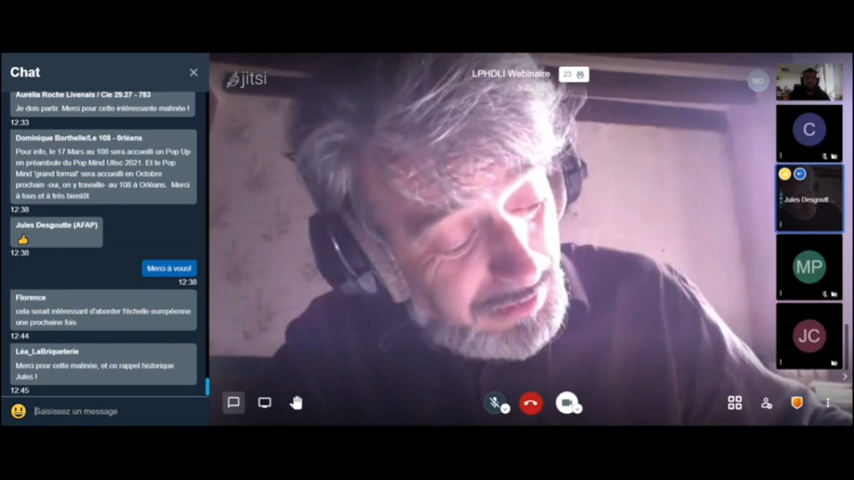 Chat
Aurélia Roche Livenais / Cie 29.27 - 783
Je dois partir. Merci pour cette intéressante matinée !
12:33
Dominique Borthelle/Le 108 - 0rléans
Pour info, le 17 Mars au 108 sera accueilli un Pop Up
en préambule du Pop Mind Ufisc 2021. Et le Pop
Mind 'grand format' sera accueilli en Octobre
prochain -oui, on y travaille- au 108 à Orléans. Merci
à tous et à très bientôt.
12:38
Jules Desgoutte (AFAP)
12:38
Merci à vous!
12:38
Florence
cela serait intéressant d'aborder l'échelle européenne
une prochaine fois
12:44
Léa_LaBriqueterie
Merci pour cette matinée, et ce rappel historique
Jules !
12:45
Saisissez un message
jitsi
LPHDLI Webinaire
23
MD
C
Jules Desgoutt...
MP
JC